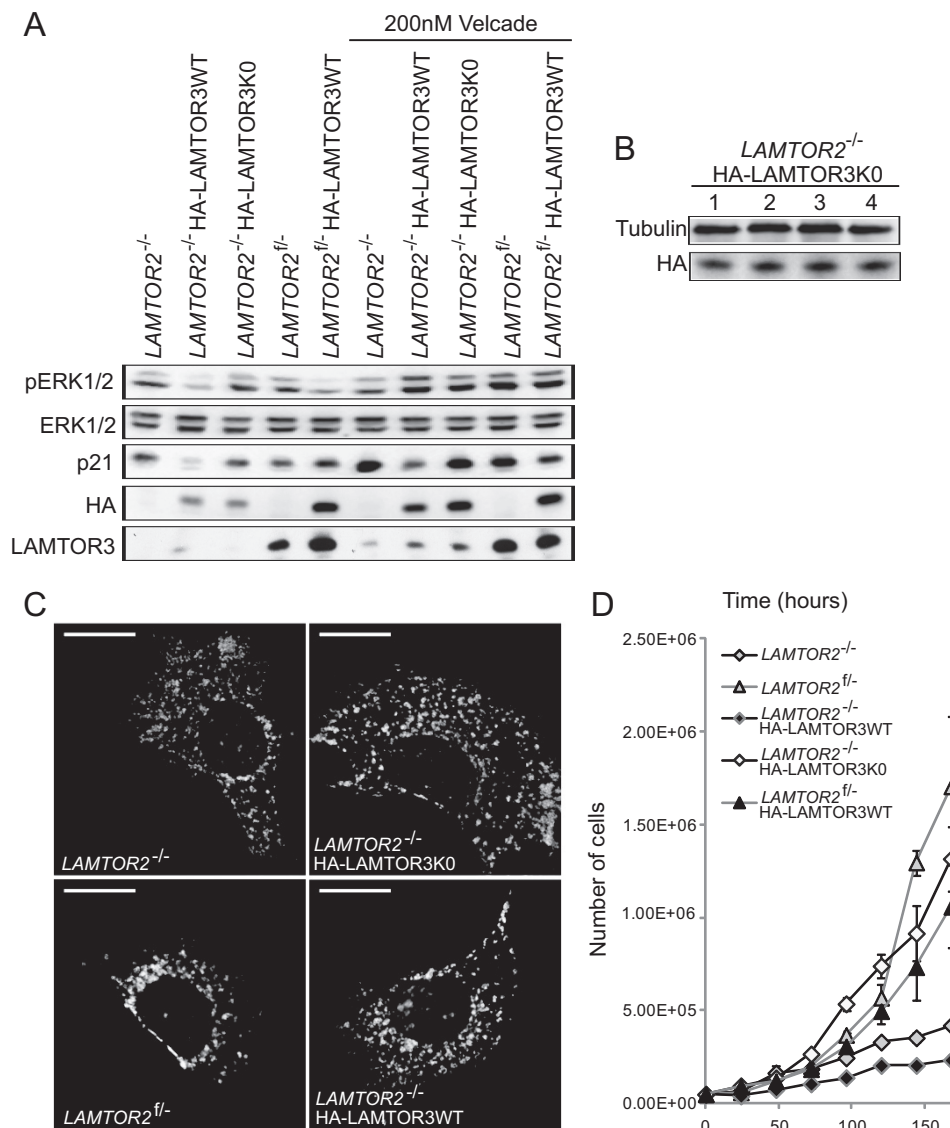 A
200nM Velcade
LAMTOR2-/-
LAMTOR2-/- HA-LAMTOR3WT
LAMTOR2-/- HA-LAMTOR3K0
LAMTOR2f/-
LAMTOR2f/- HA-LAMTOR3WT
LAMTOR2-/-
LAMTOR2-/- HA-LAMTOR3WT
LAMTOR2-/- HA-LAMTOR3K0
LAMTOR2f/-
LAMTOR2f/- HA-LAMTOR3WT
pERK1/2
ERK1/2
p21
HA
LAMTOR3
B
LAMTOR2-/-
HA-LAMTOR3K0
1 2 3 4
Tubulin
HA
C
LAMTOR2-/-
LAMTOR2-/-
HA-LAMTOR3K0
LAMTOR2f/-
LAMTOR2-/-
HA-LAMTOR3WT
D
Time (hours)
Number of cells
2.50E+06
2.00E+06
1.50E+06
1.00E+06
5.00E+05
0.00E+00
LAMTOR2-/-
LAMTOR2f/-
LAMTOR2-/-
HA-LAMTOR3WT
LAMTOR2-/-
HA-LAMTOR3K0
LAMTOR2f/-
HA-LAMTOR3WT
0 50 100 150